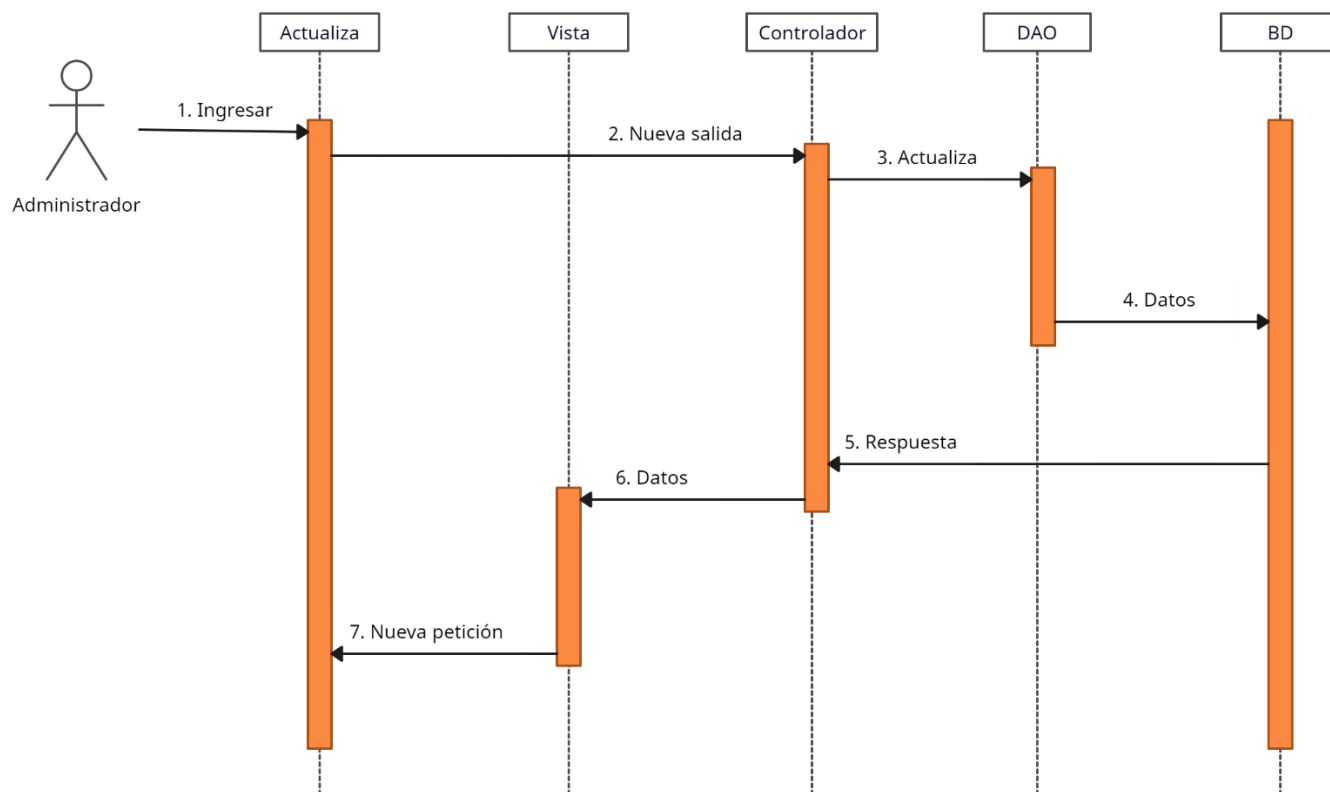 Actualiza
Vista
Controlador
DAO
BD
1. Ingresar
2. Nueva salida
3. Actualiza
Administrador
4. Datos
5. Respuesta
6. Datos
7. Nueva petición